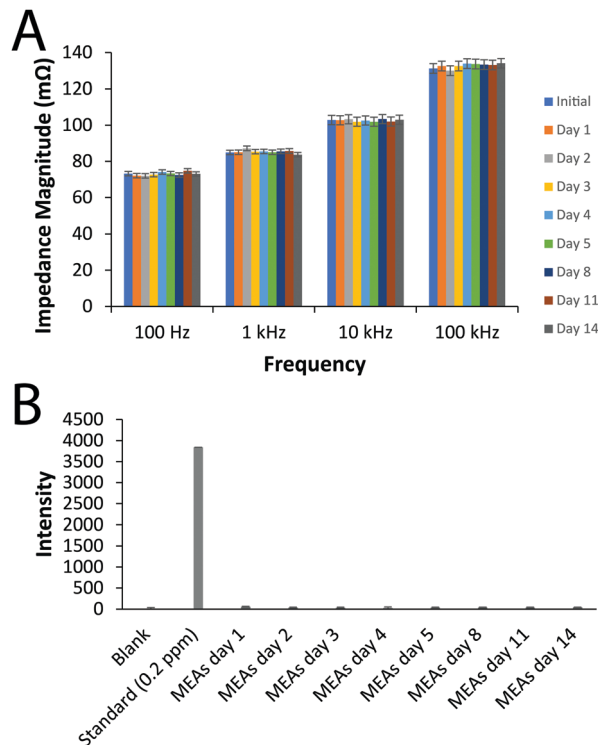 A
Impedance Magnitude (mΩ)
140
120
100
80
60
40
20
0
100 Hz
1 kHz
10 kHz
100 kHz
Frequency
Initial
Day 1
Day 2
Day 3
Day 4
Day 5
Day 8
Day 11
Day 14
B
Intensity
4500
4000
3500
3000
2500
2000
1500
1000
500
0
Blank
Standard (0.2 ppm)
MEAs day 1
MEAs day 2
MEAs day 3
MEAs day 4
MEAs day 5
MEAs day 8
MEAs day 11
MEAs day 14